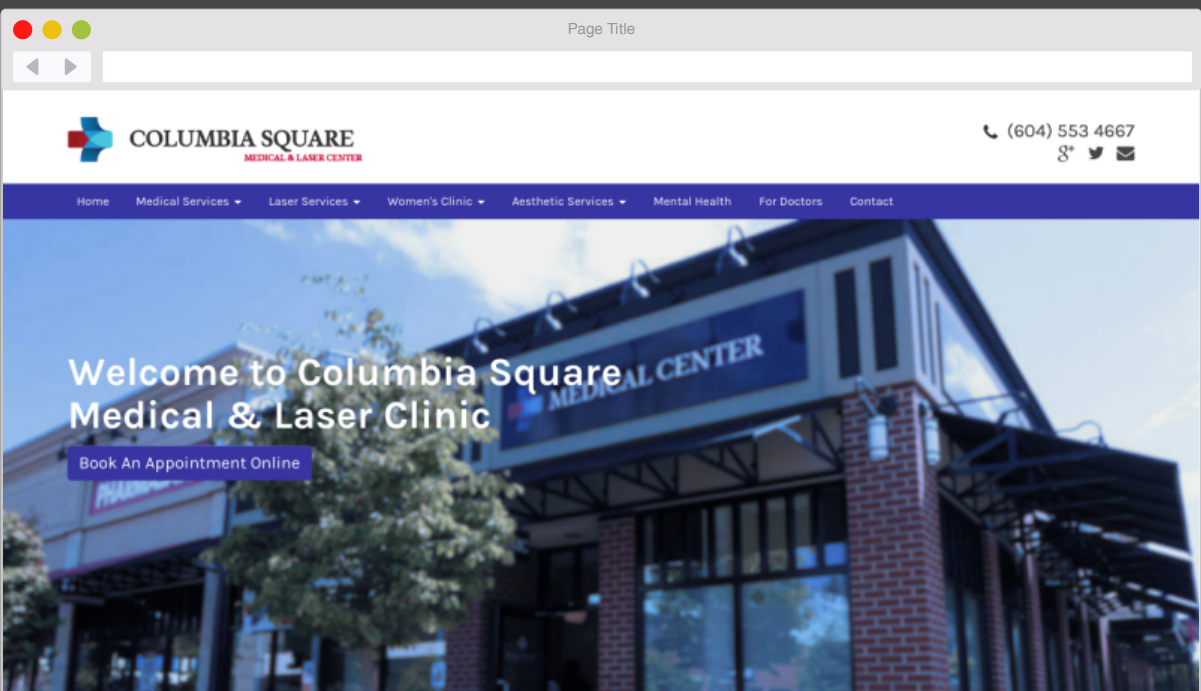 Page Title
COLUMBIA SQUARE
MEDICAL & LASER CENTER
(604) 553 4667
g+
Home Medical Services Laser Services Women's Clinic Aesthetic Services Mental Health For Doctors Contact
MEDICAL CENTER
Welcome to Columbia Square
Medical & Laser Clinic
Book An Appointment Online